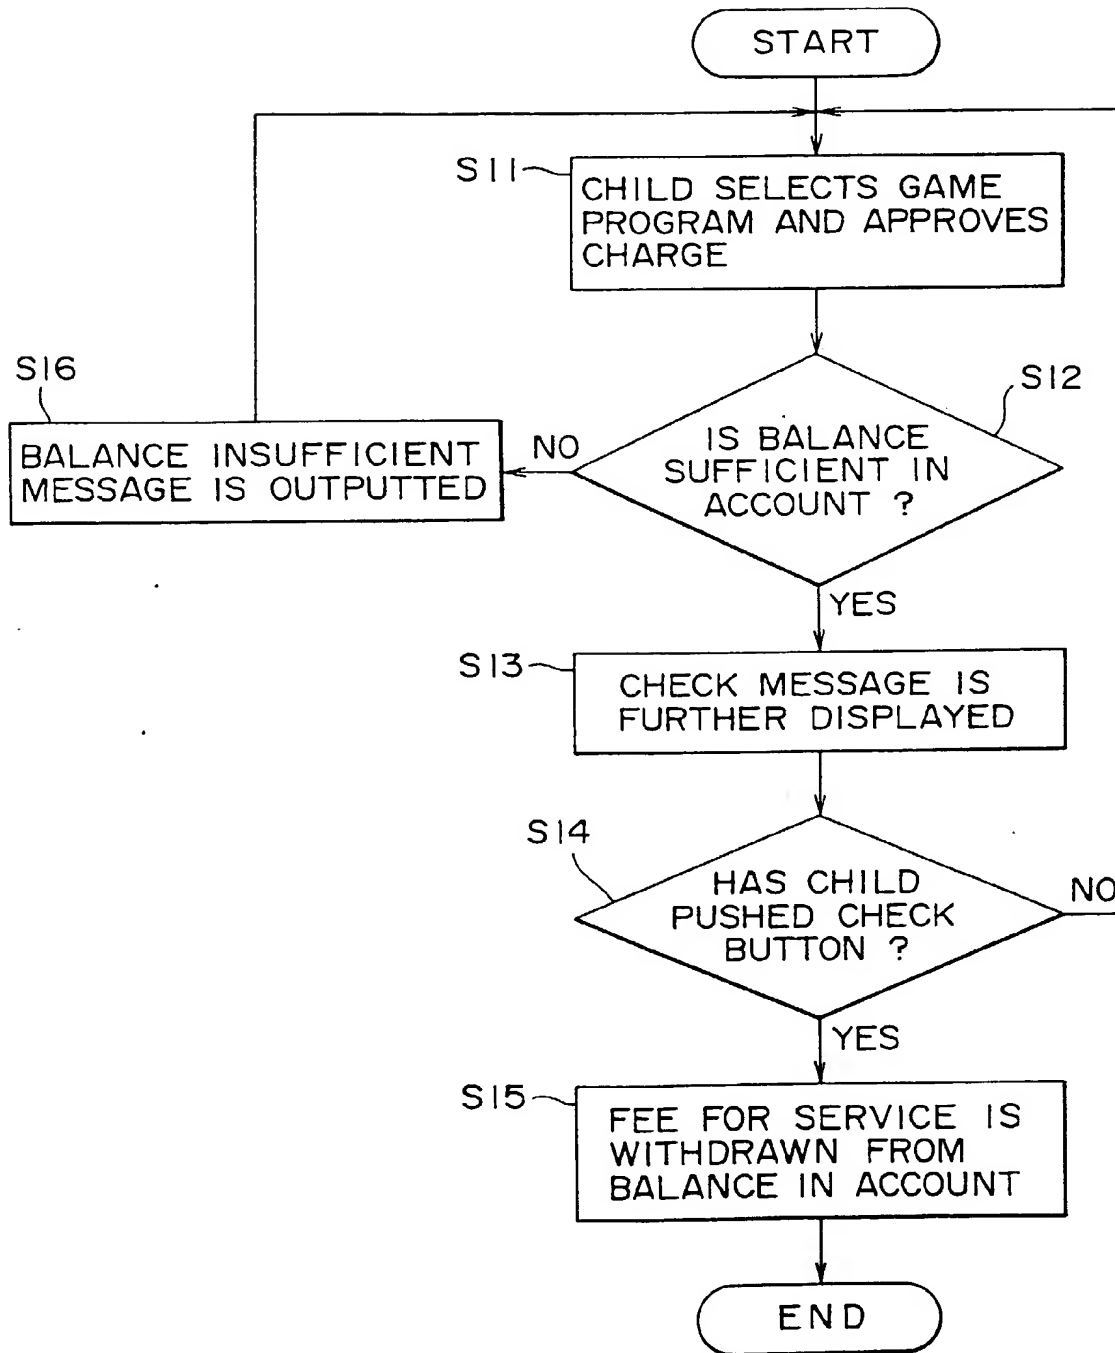 START
S11
CHILD SELECTS GAME
PROGRAM AND APPROVES
CHARGE
S16
S12
BALANCE INSUFFICIENT
MESSAGE IS OUTPUTTED
NO
IS BALANCE
SUFFICIENT IN
ACCOUNT ?
YES
S13
CHECK MESSAGE IS
FURTHER DISPLAYED
S14
HAS CHILD
PUSHED CHECK
BUTTON ?
NO
YES
S15
FEE FOR SERVICE IS
WITHDRAWN FROM
BALANCE IN ACCOUNT
END